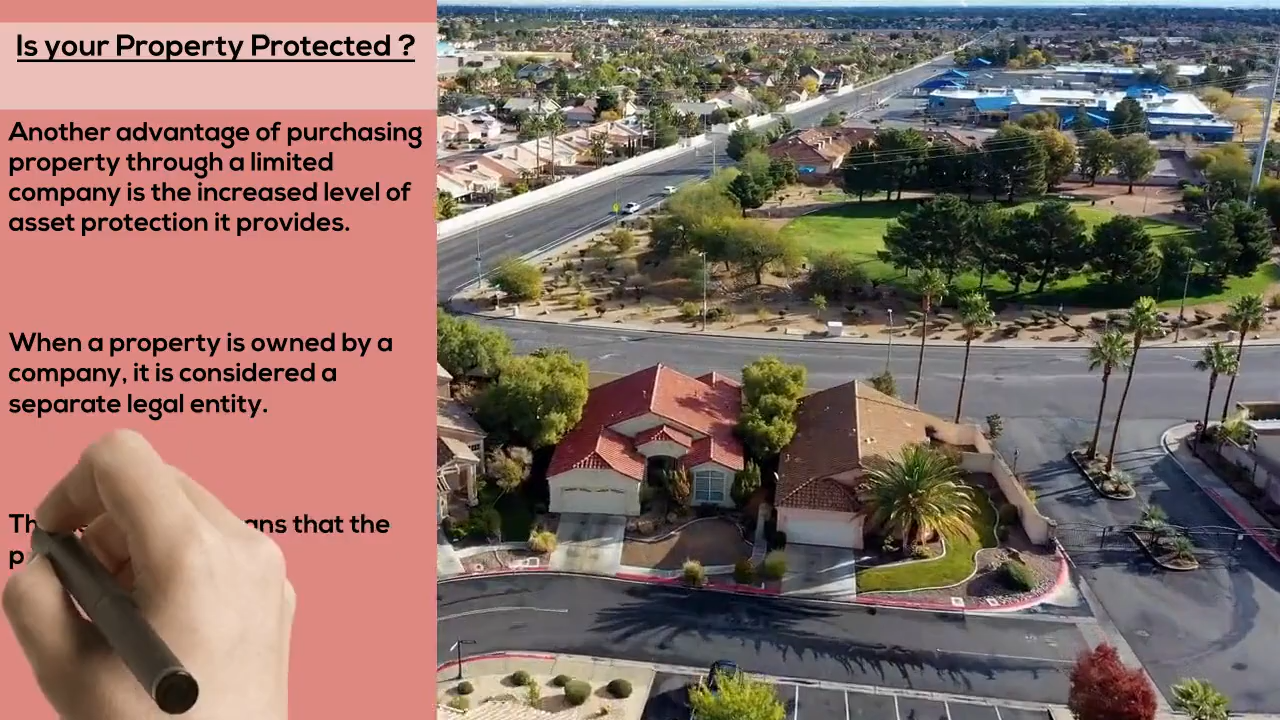 Is your Property Protected ?
Another advantage of purchasing
property through a limited
company is the increased level of
asset protection it provides.
When a property is owned by a
company, it is considered a
separate legal entity.
that the